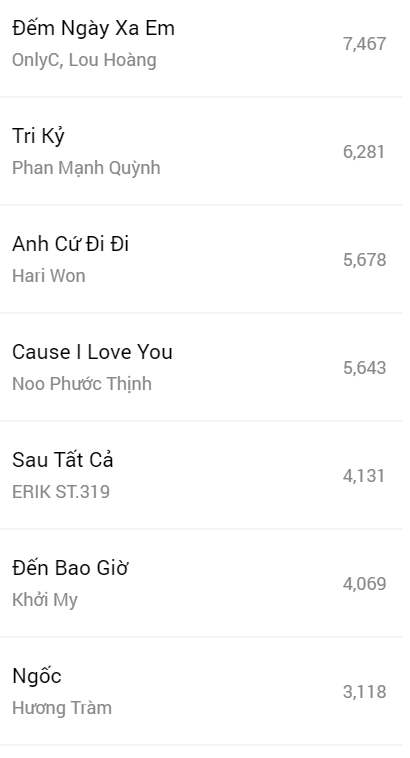 Đếm Ngày Xa Em
OnlyC, Lou Hoàng
7,467
Tri Kỷ
Phan Mạnh Quỳnh
6,281
Anh Cứ Đi Đi
Hari Won
5,678
Cause I Love You
Noo Phước Thịnh
5,643
Sau Tất Cả
ERIK ST.319
4,131
Đến Bao Giờ
Khởi My
4,069
Ngốc
Hương Tràm
3,118